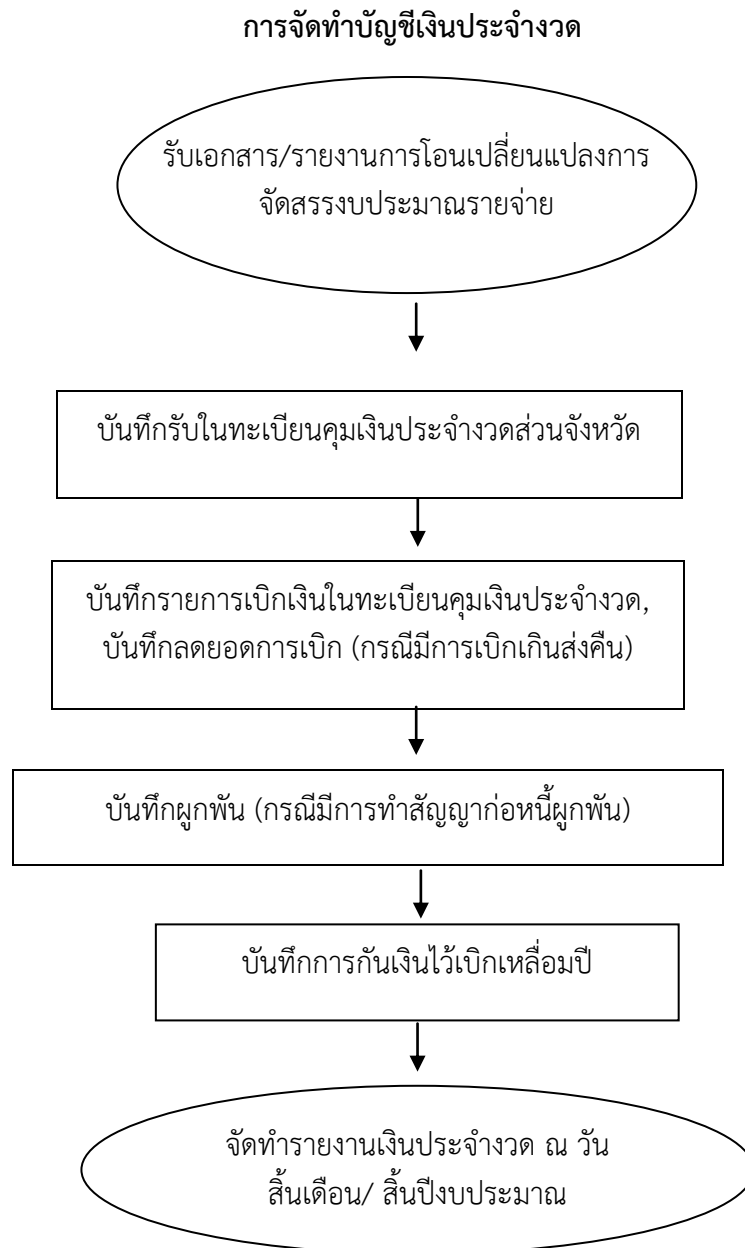 การจัดทำบัญชีเงินประจำงวด
รับเอกสาร/รายงานการโอนเปลี่ยนแปลงการ
จัดสรรงบประมาณรายจ่าย
บันทึกรับในทะเบียนคุมเงินประจำงวดส่วนจังหวัด
บันทึกรายการเบิกเงินในทะเบียนคุมเงินประจำงวด,
บันทึกลดยอดการเบิก (กรณีมีการเบิกเกินส่งคืน)
บันทึกผูกพัน (กรณีมีการทำสัญญาก่อหนี้ผูกพัน)
บันทึกการกันเงินไว้เบิกเหลื่อมปี
จัดทำรายงานเงินประจำงวด ณ วัน
สิ้นเดือน/ สิ้นปีงบประมาณ